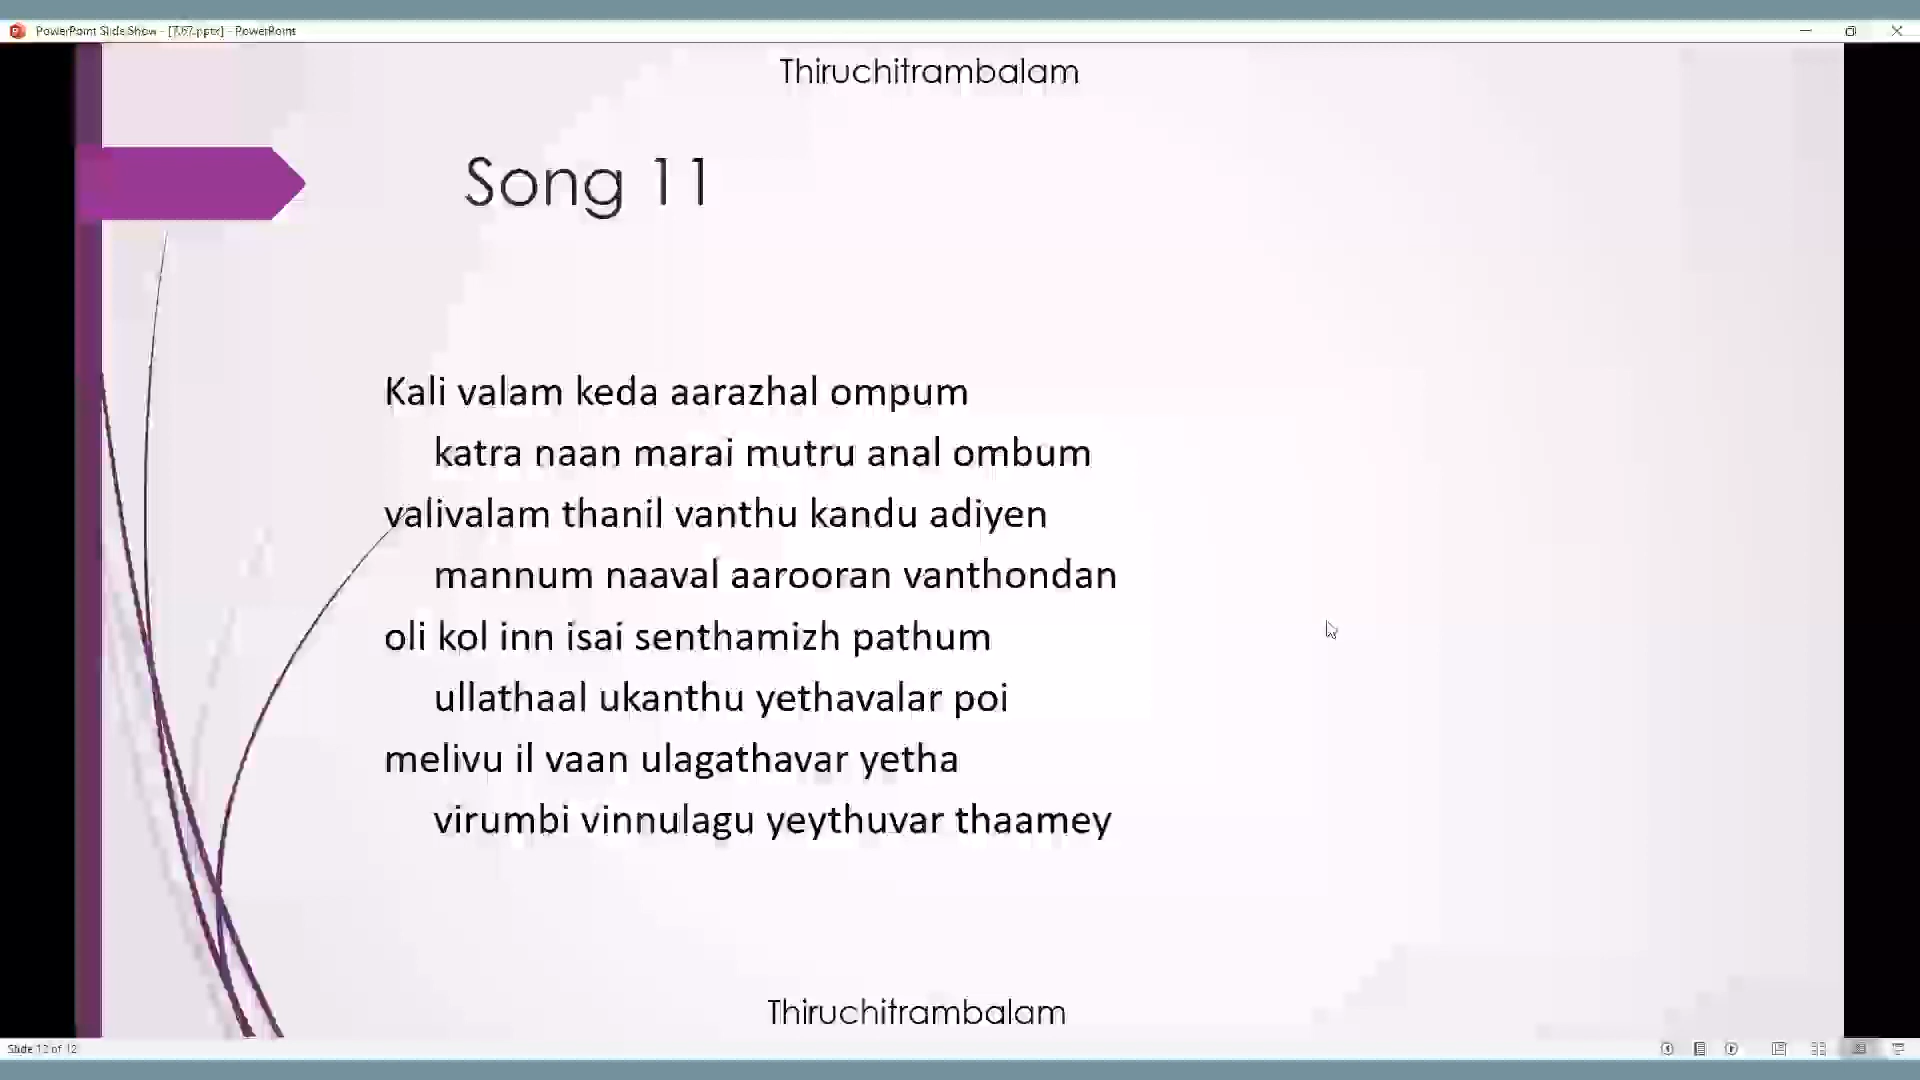 PowerPoint Slide Show - [7.67.pptx] - PowerPoint
Thiruchitrambalam
Song 11
Kali valam keda aarazhal ompum
katra naan marai mutru anal ombum
valivalam thanil vanthu kandu adiyen
mannum naaval aarooran vanthondan
oli kol inn isai senthamizh pathum
ullathaal ukanthu yethavalar poi
melivu il vaan ulagathavar yetha
virumbi vinnulagu yeythuvar thaamey
Thiruchitrambalam
Slide 12 of 12